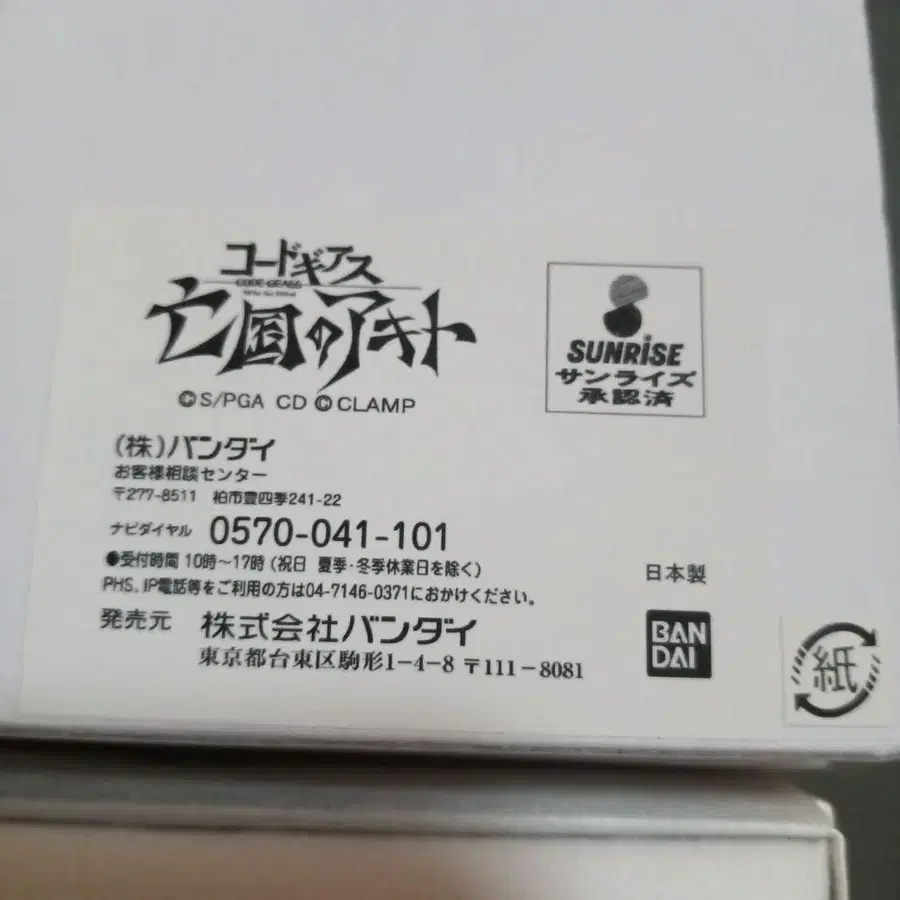 コードギアス
CODE GEASS
亡国のアキト
©S/PGA CD ©CLAMP
SUNRiSE
サンライズ
承認済
(株)バンダイ
お客様相談センター
〒277-8511 柏市豊四季241-22
ナビダイヤル 0570-041-101
●受付時間 10時〜17時(祝日 夏季・冬季休業日を除く)
PHS、IP電話等をご利用の方は04-7146-0371におかけください。
日本製
発売元 株式会社バンダイ
東京都台東区駒形1-4-8 〒111-8081
BAN
DAI
紙